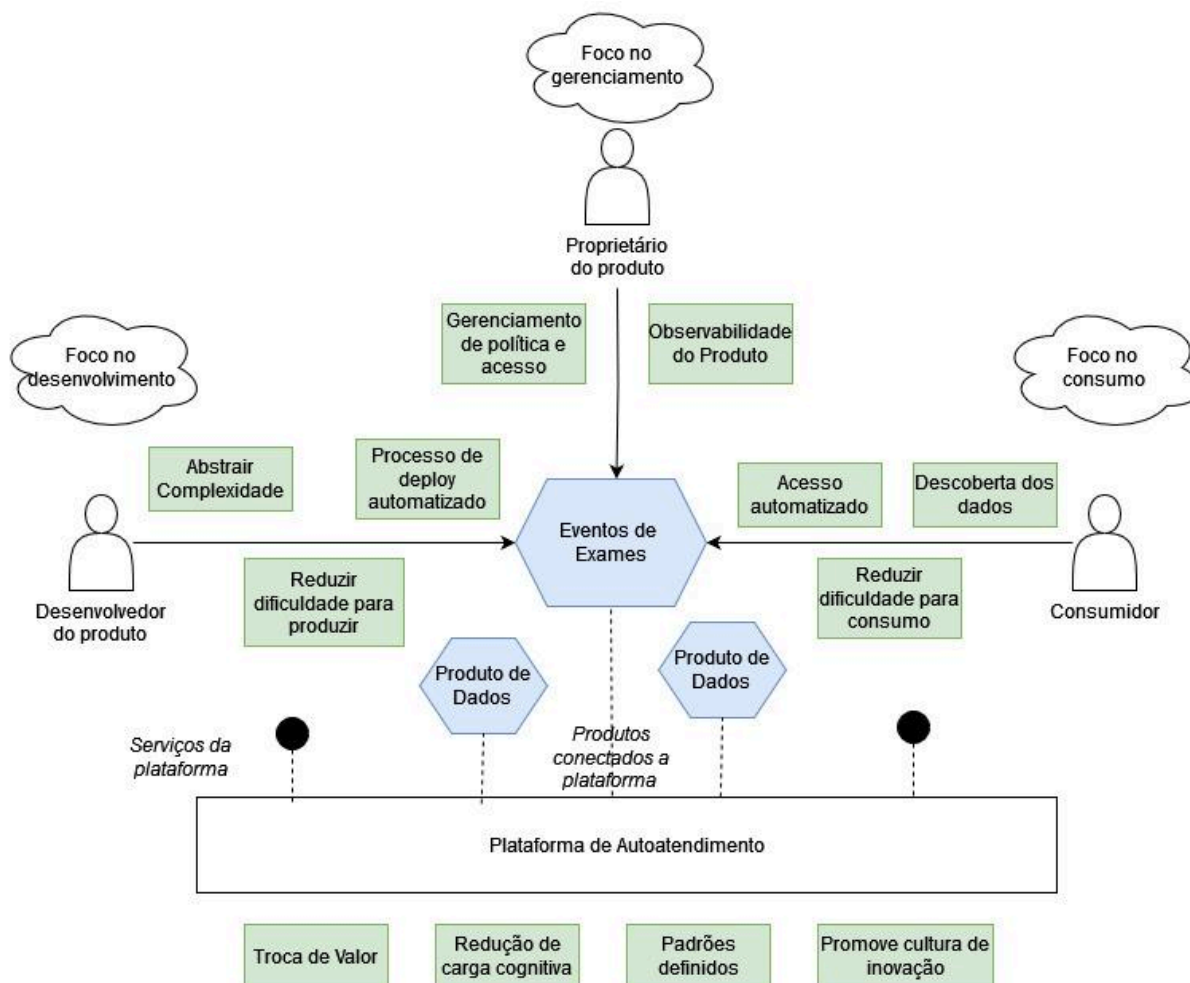 Foco no
gerenciamento
Proprietário
do produto
Gerenciamento
de política e
acesso
Observabilidade
do Produto
Foco no
desenvolvimento
Foco no
consumo
Abstrair
Complexidade
Processo de
deploy
automatizado
Eventos de
Exames
Acesso
automatizado
Descoberta dos
dados
Desenvolvedor
do produto
Reduzir
dificuldade para
produzir
Reduzir
dificuldade para
consumo
Consumidor
Produto de
Dados
Produto de
Dados
Serviços da
plataforma
Produtos
conectados a
plataforma
Plataforma de Autoatendimento
Troca de Valor
Redução de
carga cognitiva
Padrões
definidos
Promove cultura de
inovação